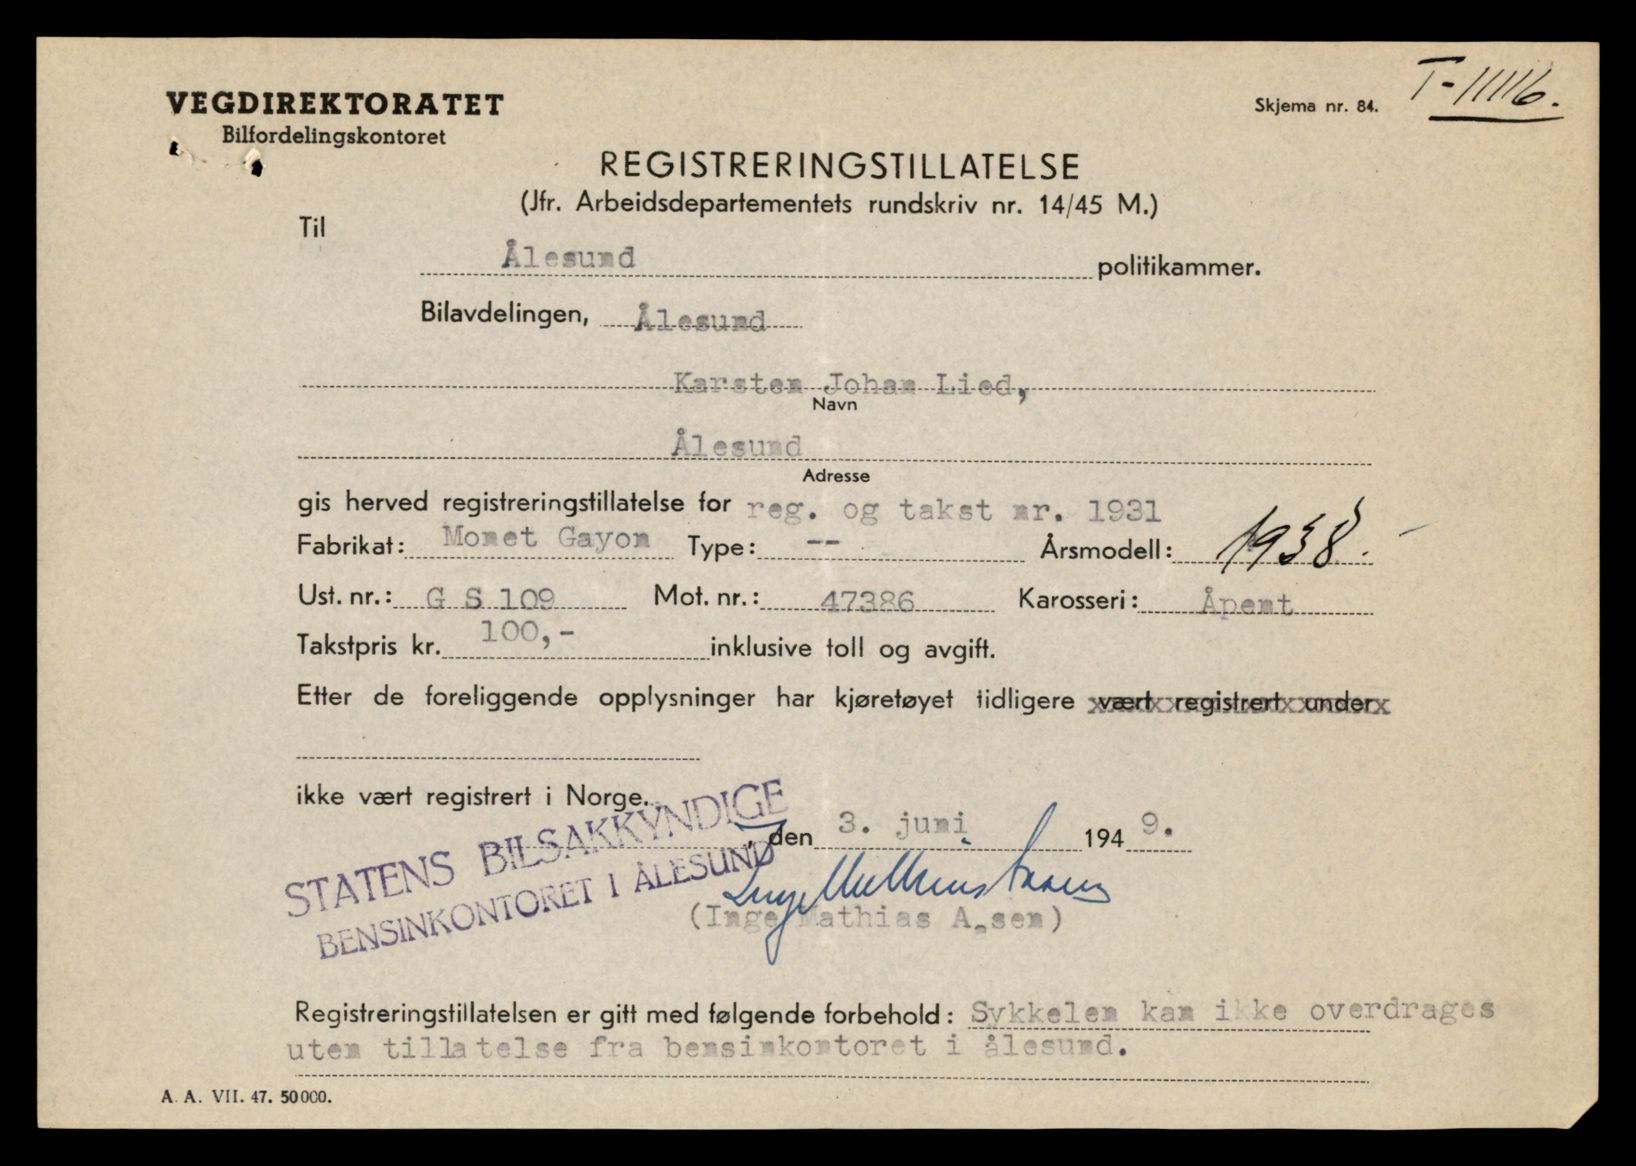 VEGDIREKTORATET
Bilfordelingskontoret
Skjema nr. 84.
T-11116.
REGISTRERINGSTILLATELSE
(Jfr. Arbeidsdepartementets rundskriv nr. 14/45 M.)
Til
Ålesund politikammer.
Bilavdelingen, Ålesund
Karsten Johan Lied,
Navn
Ålesund
Adresse
gis herved registreringstillatelse for reg. og takst nr. 1931
Fabrikat: Monet Gayon Type: -- Årsmodell: 1938.
Ust. nr.: G S 109 Mot. nr.: 47386 Karosseri: Åpent
Takstpris kr. 100,- inklusive toll og avgift.
Etter de foreliggende opplysninger har kjøretøyet tidligere vært registrert under
ikke vært registrert i Norge.
, den 3. juni 1949.
STATENS BILSAKKYNDIGE
BENSINKONTORET I ÅLESUND
(Inge Mathias A.sen)
Registreringstillatelsen er gitt med følgende forbehold: Sykkelen kan ikke overdrages
uten tillatelse fra bensinkontoret i ålesund.
A. A. VII. 47. 50000.